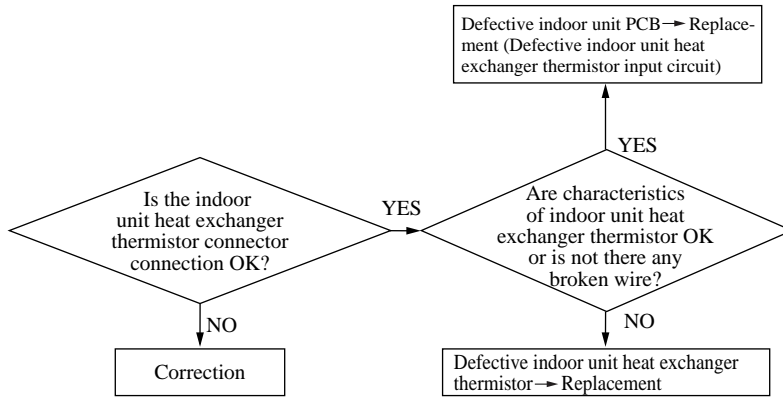 Defective indoor unit PCB→Replace-
ment (Defective indoor unit heat
exchanger thermistor input circuit)
YES
Is the indoor
unit heat exchanger
thermistor connector
connection OK?
YES
Are characteristics
of indoor unit heat
exchanger thermistor OK
or is not there any
broken wire?
NO
Correction
NO
Defective indoor unit heat exchanger
thermistor→Replacement